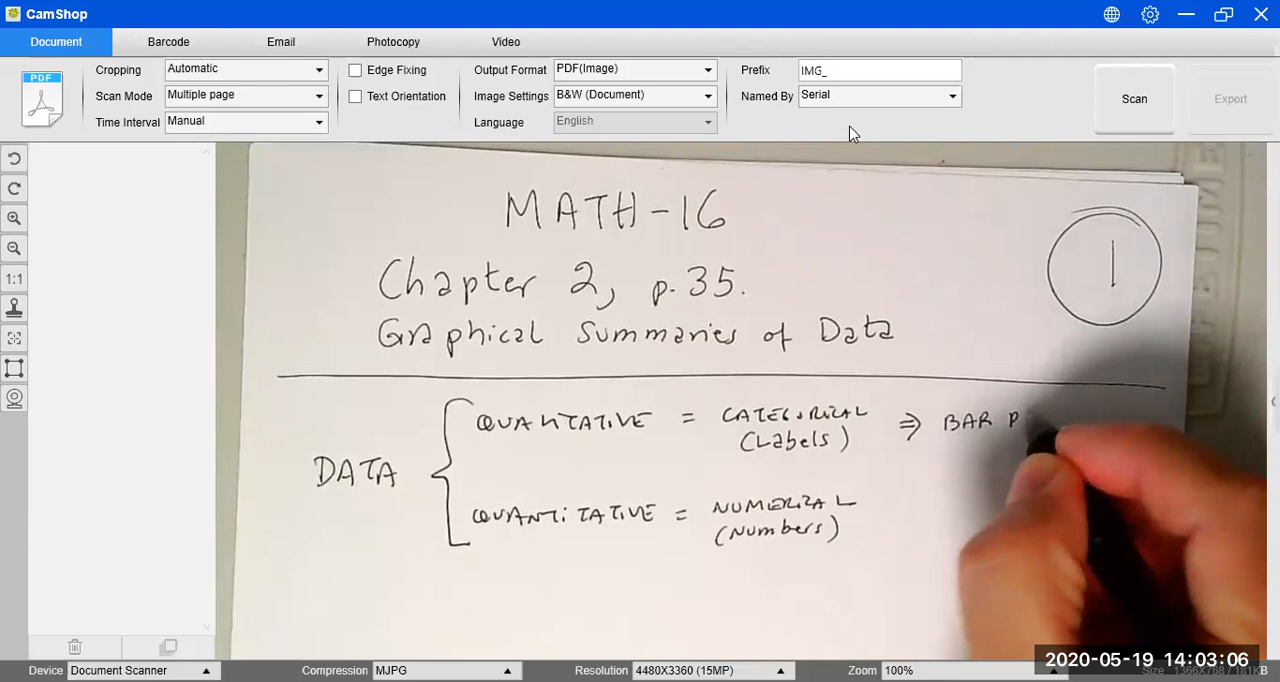 CamShop
Document Barcode Email Photocopy Video
Cropping Automatic Edge Fixing Output Format PDF(Image) Prefix IMG_
PDF
Scan Mode Multiple page Text Orientation Image Settings B&W (Document) Named By Serial Scan Export
Time Interval Manual Language English
1:1
MATH-16
1
Chapter 2, p.35.
Graphical Summaries of Data
QUALITATIVE = CATEGORICAL ⇒ BAR P
(Labels)
DATA
QUANTITATIVE = NUMERICAL
(Numbers)
Device Document Scanner Compression MJPG Resolution 4480X3360 (15MP) Zoom 100%
2020-05-19 14:03:06